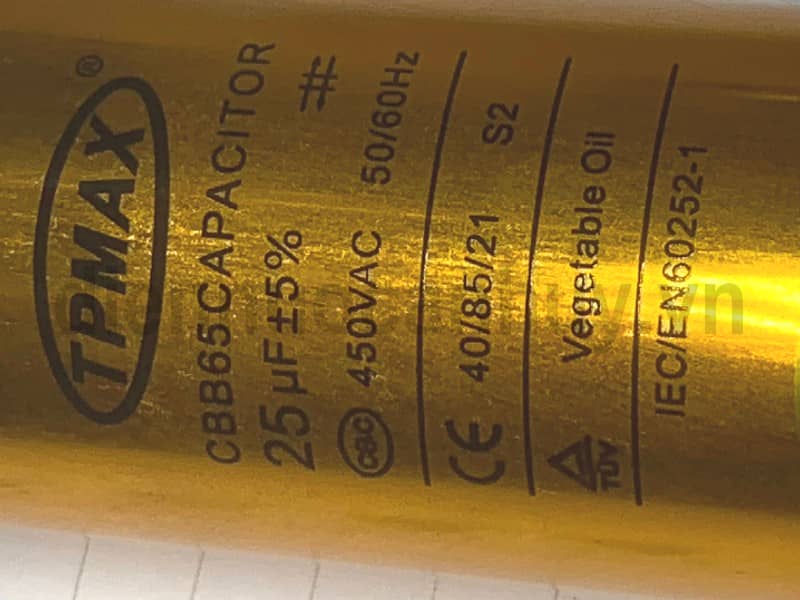 TPMAX®
CBB65 CAPACITOR
25 μF±5% #
CQC 450VAC 50/60Hz
CE 40/85/21 S2
TÜV Vegetable Oil
IEC/EN60252-1